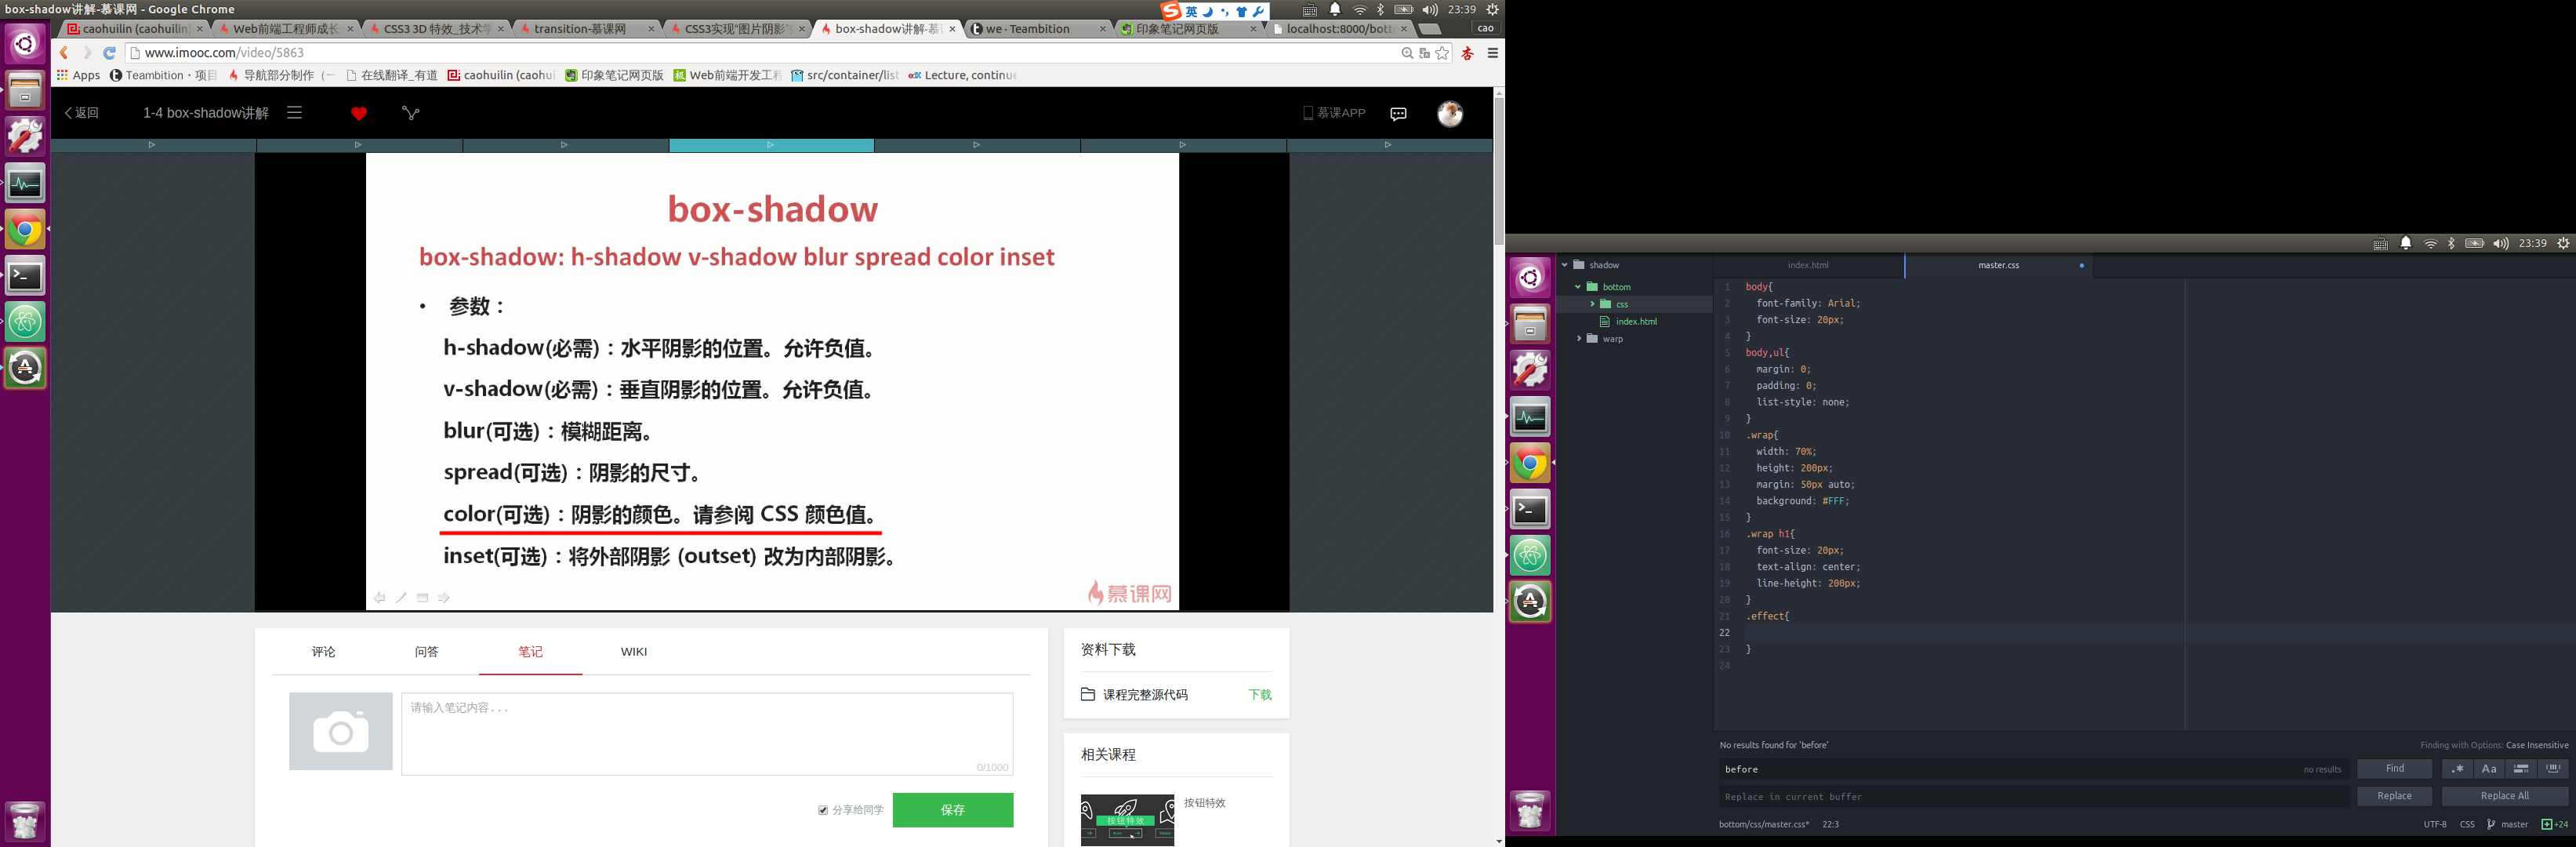 box-shadow讲解-慕课网 - Google Chrome
英
23:39
caohuilin (caohuilin)
Web前端工程师成长
CSS3 3D 特效_技术学
transition-慕课网
CSS3实现"图片阴影"
box-shadow讲解-慕课
we · Teambition
印象笔记网页版
localhost:8000/botto
cao
www.imooc.com/video/5863
Apps
Teambition · 项目
导航部分制作 (一
在线翻译_有道
caohuilin (caohui
印象笔记网页版
Web前端开发工程
src/container/list
Lecture, continue
返回
1-4 box-shadow讲解
慕课APP
box-shadow
box-shadow: h-shadow v-shadow blur spread color inset
• 参数：
h-shadow(必需)：水平阴影的位置。允许负值。
v-shadow(必需)：垂直阴影的位置。允许负值。
blur(可选)：模糊距离。
spread(可选)：阴影的尺寸。
color(可选)：阴影的颜色。请参阅 CSS 颜色值。
inset(可选)：将外部阴影 (outset) 改为内部阴影。
慕课网
评论
问答
笔记
WIKI
请输入笔记内容...
0/1000
分享给同学
保存
资料下载
课程完整源代码
下载
相关课程
按钮特效
按钮特效
23:39
shadow
bottom
css
index.html
warp
index.html
master.css
1 body{
2 font-family: Arial;
3 font-size: 20px;
4 }
5 body,ul{
6 margin: 0;
7 padding: 0;
8 list-style: none;
9 }
10 .wrap{
11 width: 70%;
12 height: 200px;
13 margin: 50px auto;
14 background: #FFF;
15 }
16 .wrap h1{
17 font-size: 20px;
18 text-align: center;
19 line-height: 200px;
20 }
21 .effect{
22
23 }
24
No results found for 'before'
Finding with Options: Case Insensitive
before
no results
Find
.*
Aa
Replace in current buffer
Replace
Replace All
bottom/css/master.css*
22:3
UTF-8
CSS
master
+24